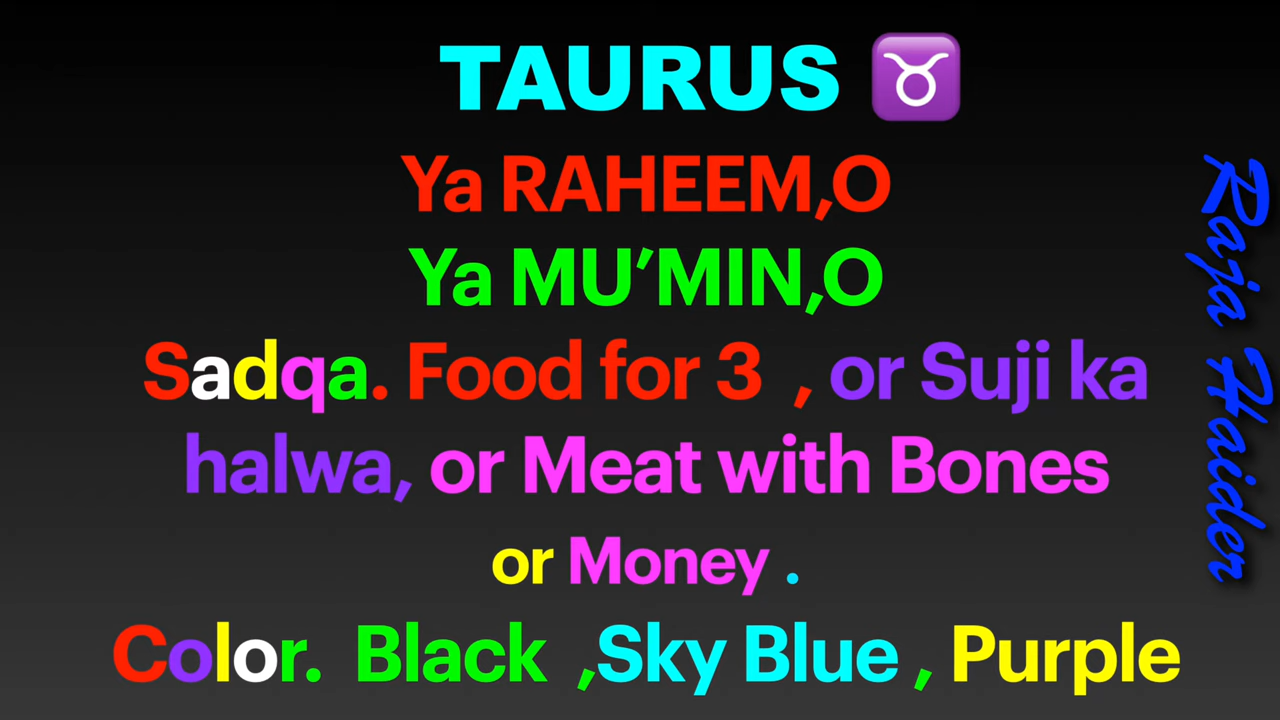 TAURUS ♉
Ya RAHEEM,O
Ya MU’MIN,O
Sadqa. Food for 3 , or Suji ka
halwa, or Meat with Bones
or Money .
Color. Black ,Sky Blue , Purple
Raja Haider